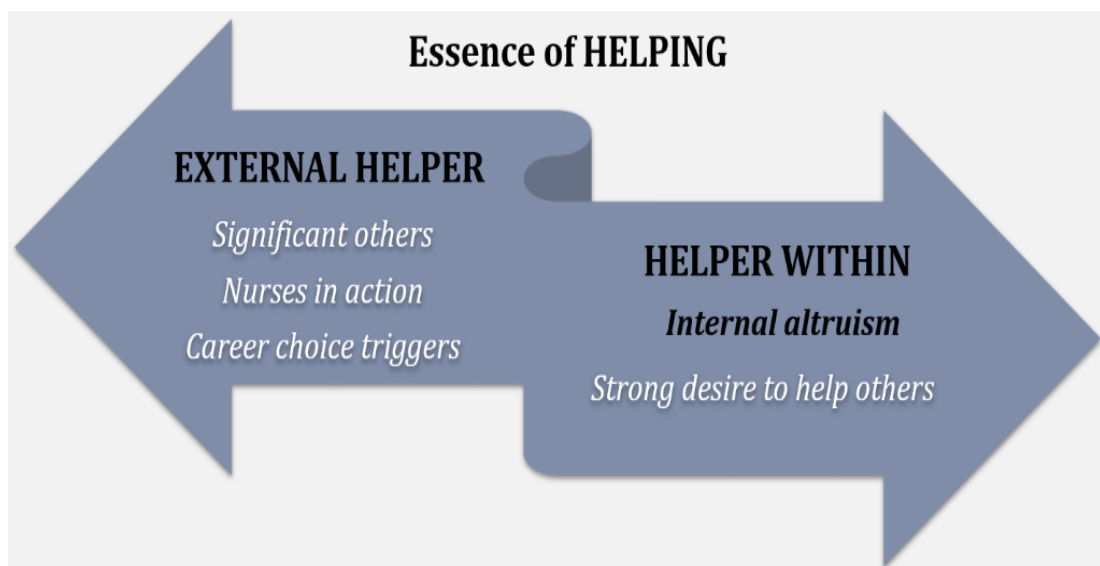 Essence of HELPING
EXTERNAL HELPER
Significant others
Nurses in action
Career choice triggers
HELPER WITHIN
Internal altruism
Strong desire to help others